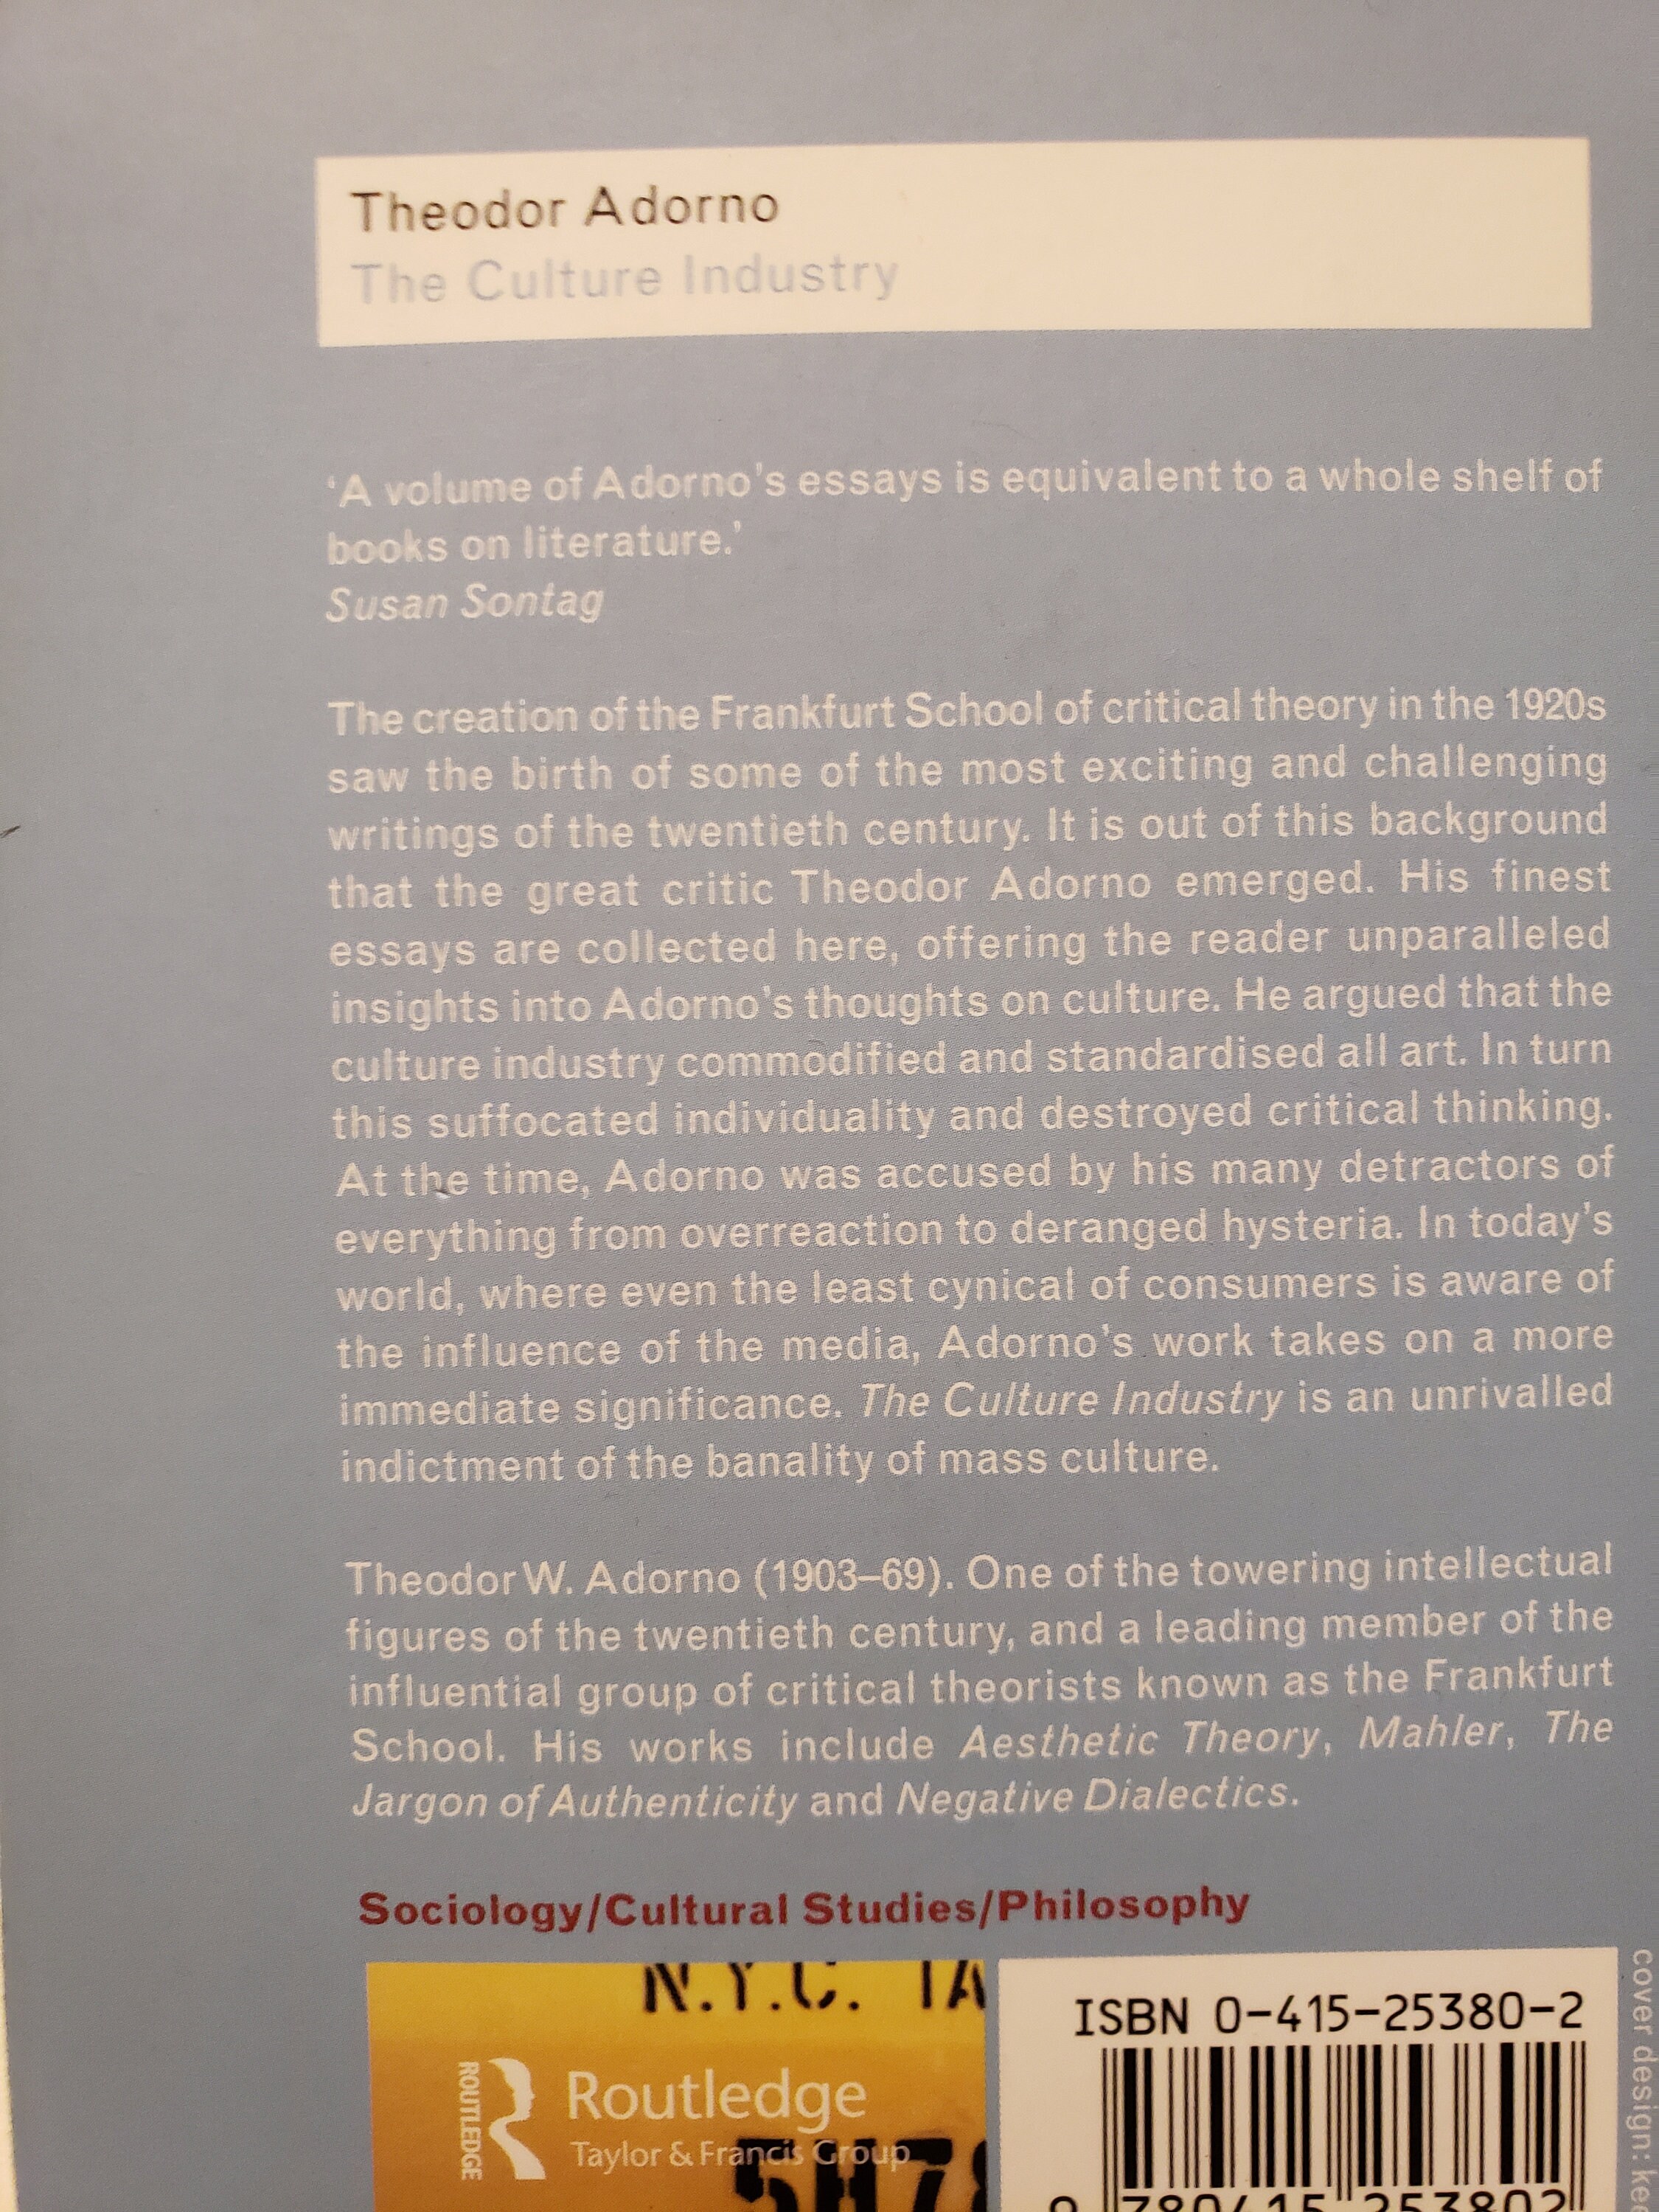 Theodor Adorno
The Culture Industry
‘A volume of Adorno’s essays is equivalent to a whole shelf of
books on literature.’
Susan Sontag
The creation of the Frankfurt School of critical theory in the 1920s
saw the birth of some of the most exciting and challenging
writings of the twentieth century. It is out of this background
that the great critic Theodor Adorno emerged. His finest
essays are collected here, offering the reader unparalleled
insights into Adorno’s thoughts on culture. He argued that the
culture industry commodified and standardised all art. In turn
this suffocated individuality and destroyed critical thinking.
At the time, Adorno was accused by his many detractors of
everything from overreaction to deranged hysteria. In today’s
world, where even the least cynical of consumers is aware of
the influence of the media, Adorno’s work takes on a more
immediate significance. The Culture Industry is an unrivalled
indictment of the banality of mass culture.
Theodor W. Adorno (1903–69). One of the towering intellectual
figures of the twentieth century, and a leading member of the
influential group of critical theorists known as the Frankfurt
School. His works include Aesthetic Theory, Mahler, The
Jargon of Authenticity and Negative Dialectics.
Sociology/Cultural Studies/Philosophy
N.Y.C. TA
ROUTLEDGE
Routledge
Taylor & Francis Group
ISBN 0-415-25380-2
9 780415 253802
cover design: